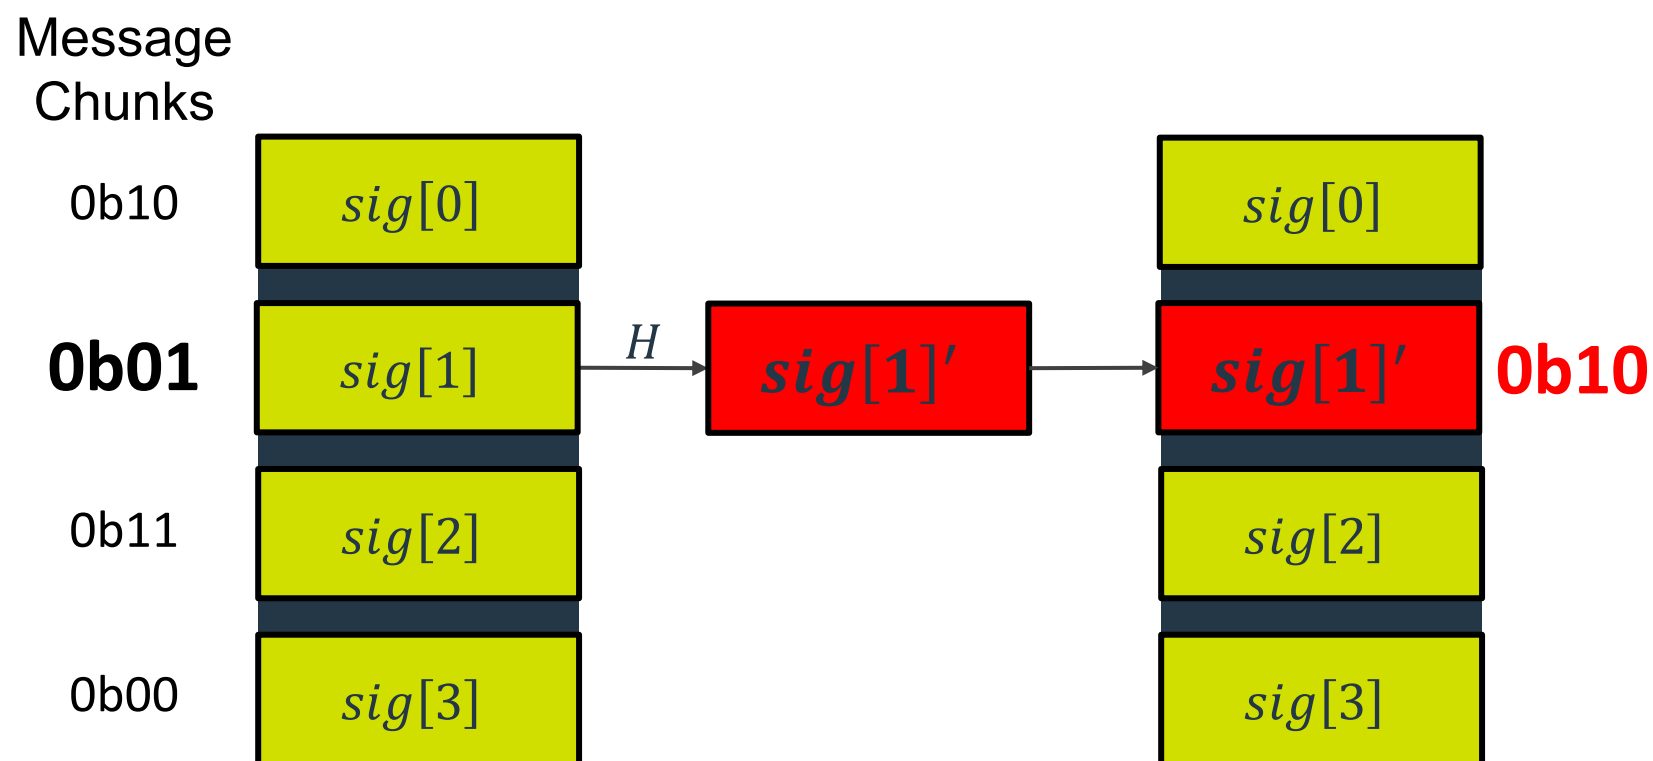 Message
Chunks
0b10 sig[0] sig[0]
0b01 sig[1] H sig[1]′ sig[1]′ 0b10
0b11 sig[2] sig[2]
0b00 sig[3] sig[3]